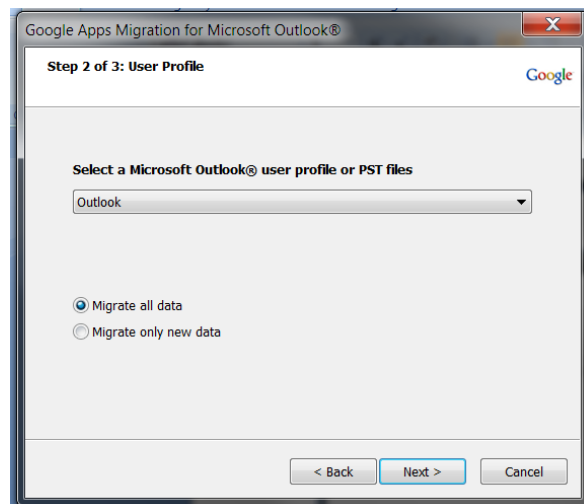 Google Apps Migration for Microsoft Outlook®
Step 2 of 3: User Profile
Google
Select a Microsoft Outlook® user profile or PST files
Outlook
Migrate all data
Migrate only new data
< Back
Next >
Cancel